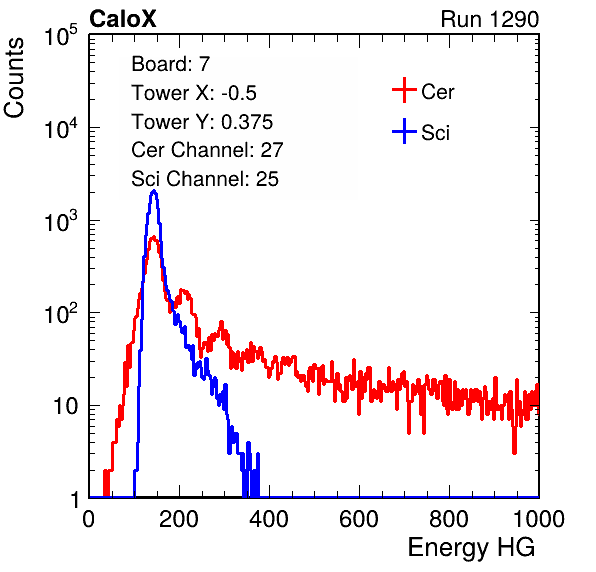 CaloX Run 1290
Counts
10^5
10^4
10^3
10^2
10
1
Board: 7
Tower X: -0.5
Tower Y: 0.375
Cer Channel: 27
Sci Channel: 25
Cer
Sci
0 200 400 600 800 1000
Energy HG